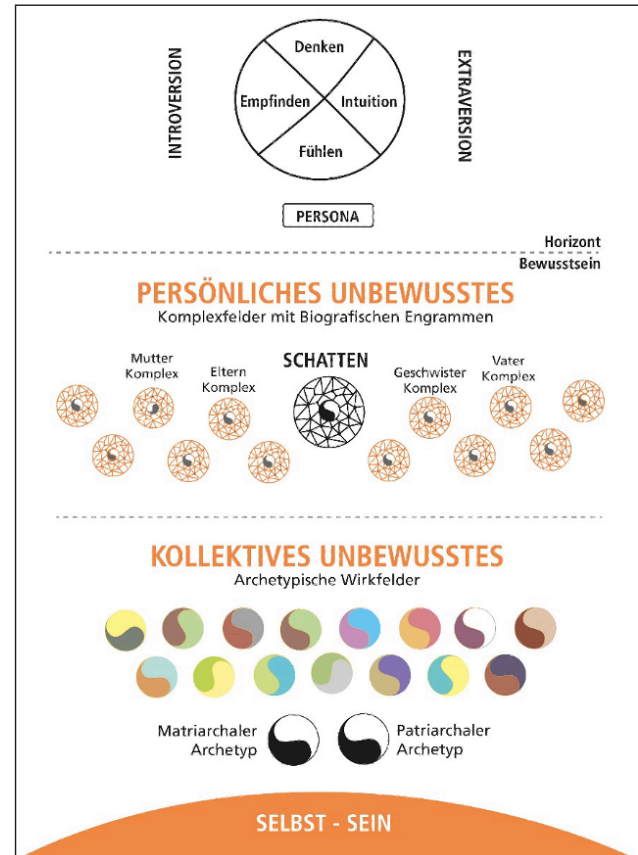 Denken
INTROVERSION
EXTRAVERSION
Empfinden
Intuition
Fühlen
PERSONA
Horizont
Bewusstsein
PERSÖNLICHES UNBEWUSSTES
Komplexfelder mit Biografischen Engrammen
Mutter
Komplex
Eltern
Komplex
SCHATTEN
Geschwister
Komplex
Vater
Komplex
KOLLEKTIVES UNBEWUSSTES
Archetypische Wirkfelder
Matriarchaler
Archetyp
Patriarchaler
Archetyp
SELBST - SEIN